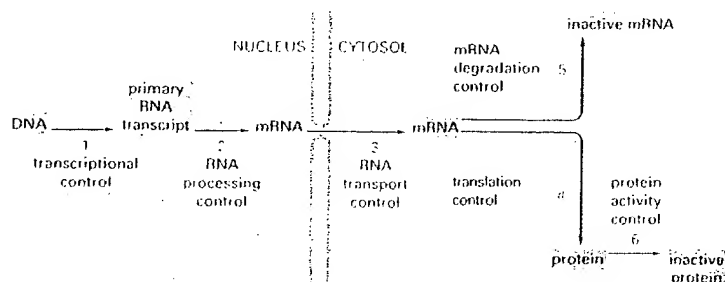 inactive mRNA
NUCLEUS CYTOSOL
mRNA
degradation
control
5
primary
RNA
transcript
DNA
mRNA
mRNA
1
transcriptional
control
2
RNA
processing
control
3
RNA
transport
control
translation
control
4
protein
activity
control
6
protein
inactive
protein